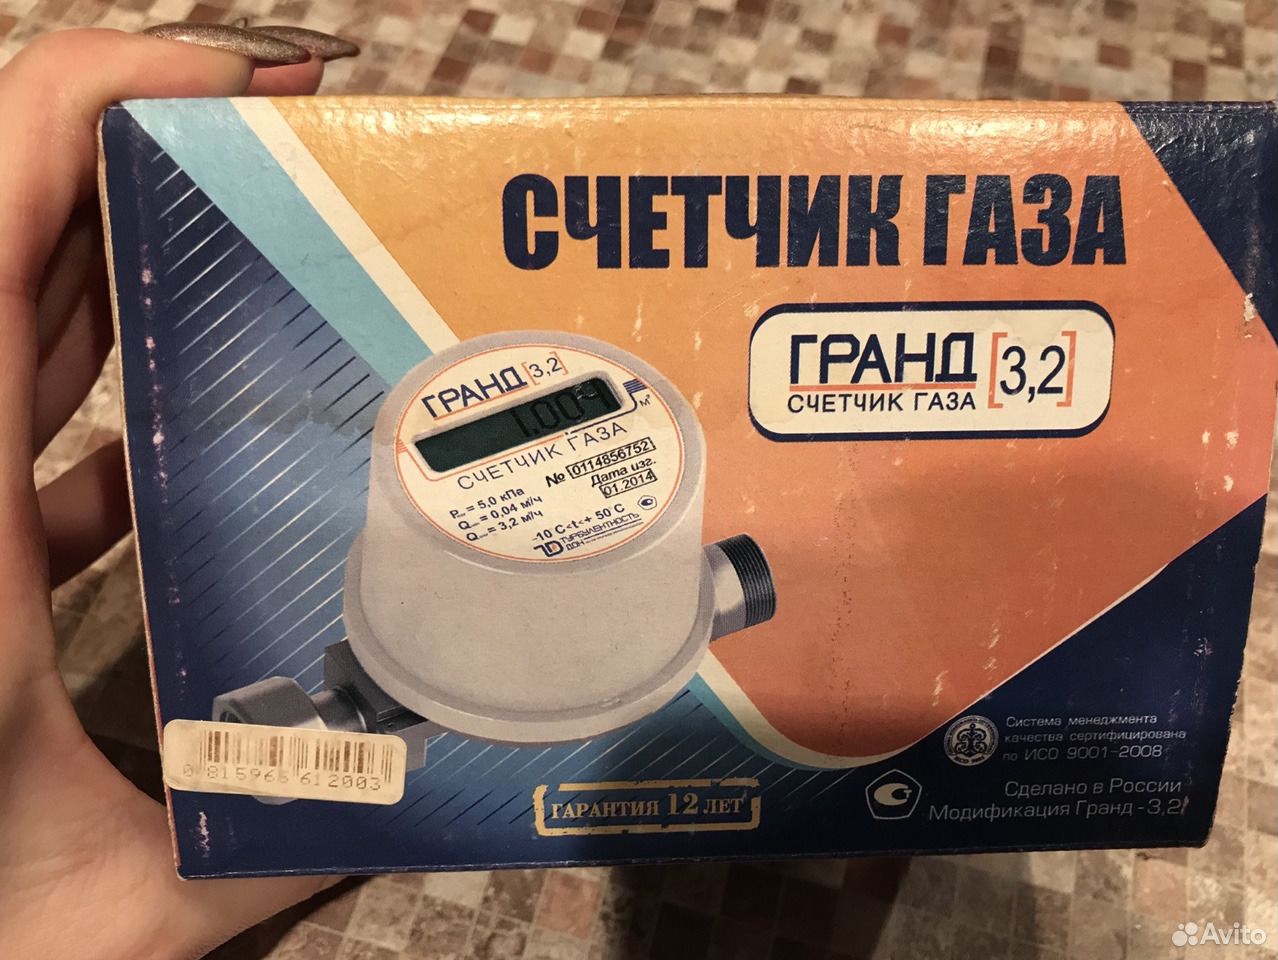 СЧЕТЧИК ГАЗА
ГРАНД [3,2]
СЧЕТЧИК ГАЗА
ГРАНД [3,2]
1.004 м³
СЧЕТЧИК ГАЗА
№ 0114856752
Дата изг.
01.2014
= 5,0 кПа
= 0,04 м/ч
= 3,2 м/ч
-10 C<t<+ 50 C
ТУРБУЛЕНТНОСТЬ
ДОН
0 815966 612003
ГАРАНТИЯ 12 ЛЕТ
Система менеджмента
качества сертифицирована
по ИСО 9001-2008
Сделано в России
Модификация Гранд - 3,2
Avito